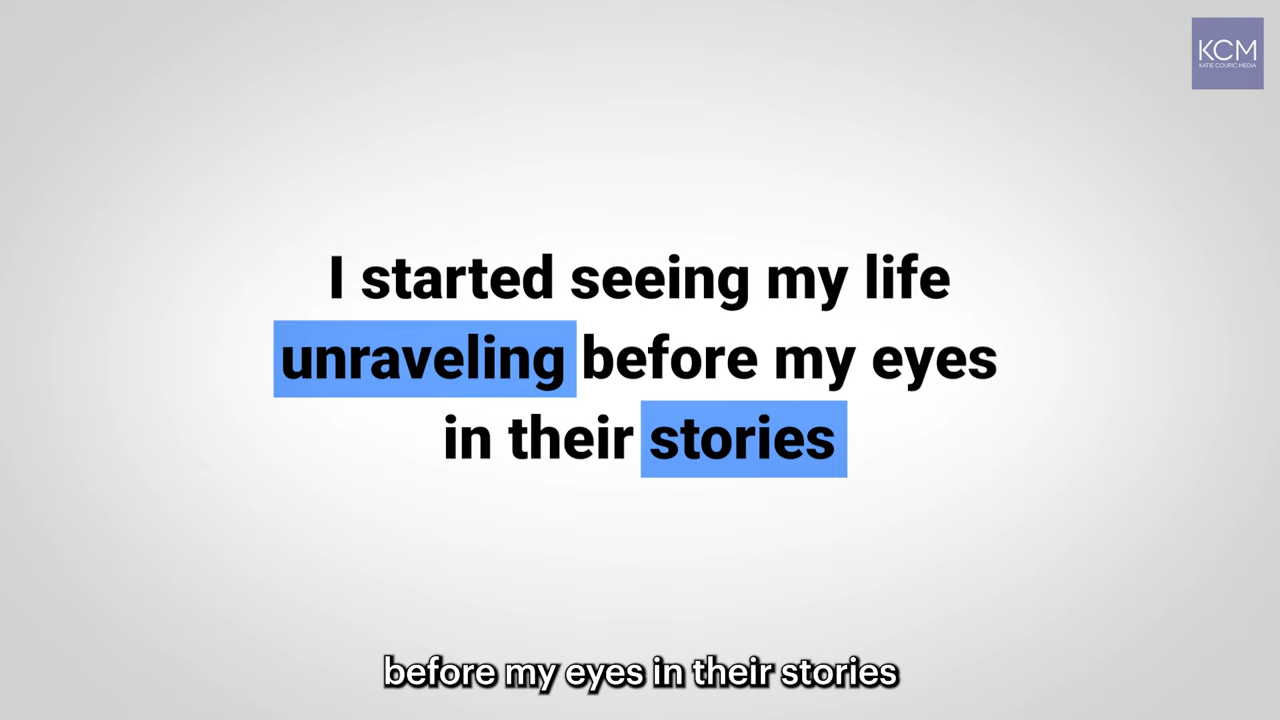 KCM
KATIE COURIC MEDIA
I started seeing my life
unraveling before my eyes
in their stories
before my eyes in their stories